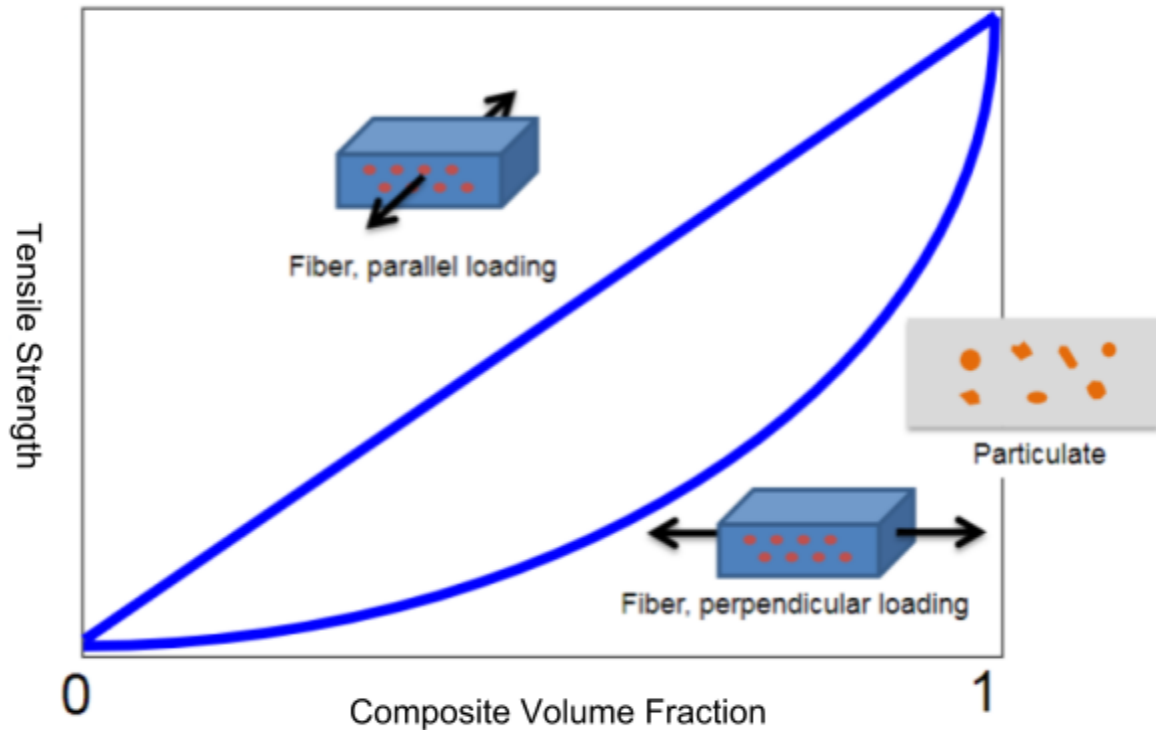 Fiber, parallel loading
Tensile Strength
Particulate
Fiber, perpendicular loading
0
1
Composite Volume Fraction